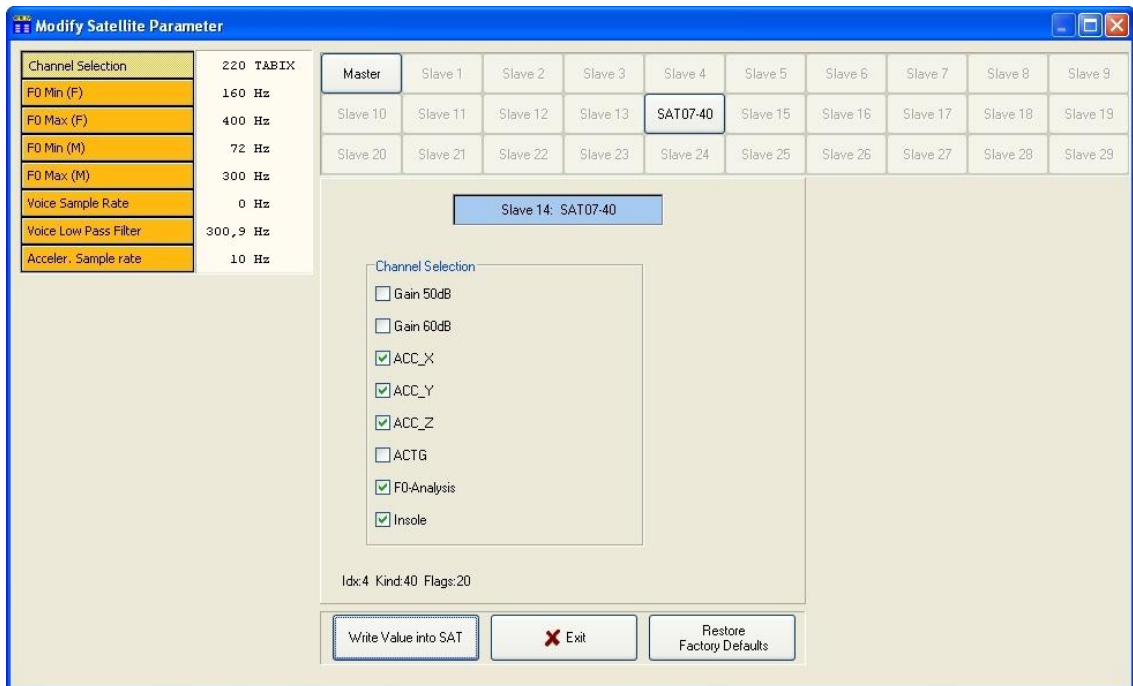 Modify Satellite Parameter
Channel Selection 220 TABIX
F0 Min (F) 160 Hz
F0 Max (F) 400 Hz
F0 Min (M) 72 Hz
F0 Max (M) 300 Hz
Voice Sample Rate 0 Hz
Voice Low Pass Filter 300,9 Hz
Acceler. Sample rate 10 Hz
Master Slave 1 Slave 2 Slave 3 Slave 4 Slave 5 Slave 6 Slave 7 Slave 8 Slave 9
Slave 10 Slave 11 Slave 12 Slave 13 SAT07-40 Slave 15 Slave 16 Slave 17 Slave 18 Slave 19
Slave 20 Slave 21 Slave 22 Slave 23 Slave 24 Slave 25 Slave 26 Slave 27 Slave 28 Slave 29
Slave 14: SAT07-40
Channel Selection
Gain 50dB
Gain 60dB
ACC_X
ACC_Y
ACC_Z
ACTG
F0-Analysis
Insole
Idx:4 Kind:40 Flags:20
Write Value into SAT
Exit
Restore
Factory Defaults